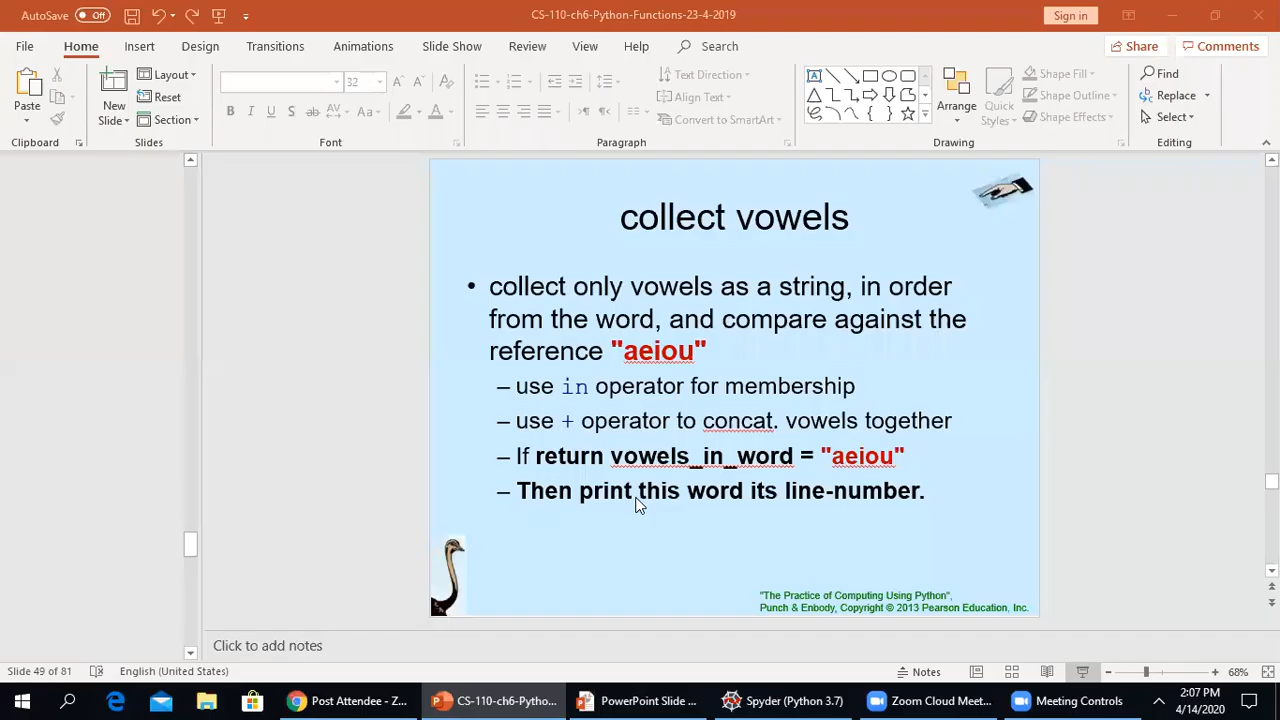 AutoSave Off CS-110-ch6-Python-Functions-23-4-2019 Sign in
File Home Insert Design Transitions Animations Slide Show Review View Help Search Share Comments
Paste New Slide Layout Reset Section 32 Text Direction Align Text Convert to SmartArt Arrange Quick Styles Shape Fill Shape Outline Shape Effects Find Replace Select
Clipboard Slides Font Paragraph Drawing Editing
collect vowels
• collect only vowels as a string, in order
from the word, and compare against the
reference "aeiou"
– use in operator for membership
– use + operator to concat. vowels together
– If return vowels_in_word = "aeiou"
– Then print this word its line-number.
"The Practice of Computing Using Python",
Punch & Enbody, Copyright © 2013 Pearson Education, Inc.
Click to add notes
Slide 49 of 81 English (United States) Notes 68%
Post Attendee - Z... CS-110-ch6-Pytho... PowerPoint Slide ... Spyder (Python 3.7) Zoom Cloud Meet... Meeting Controls 2:07 PM
4/14/2020